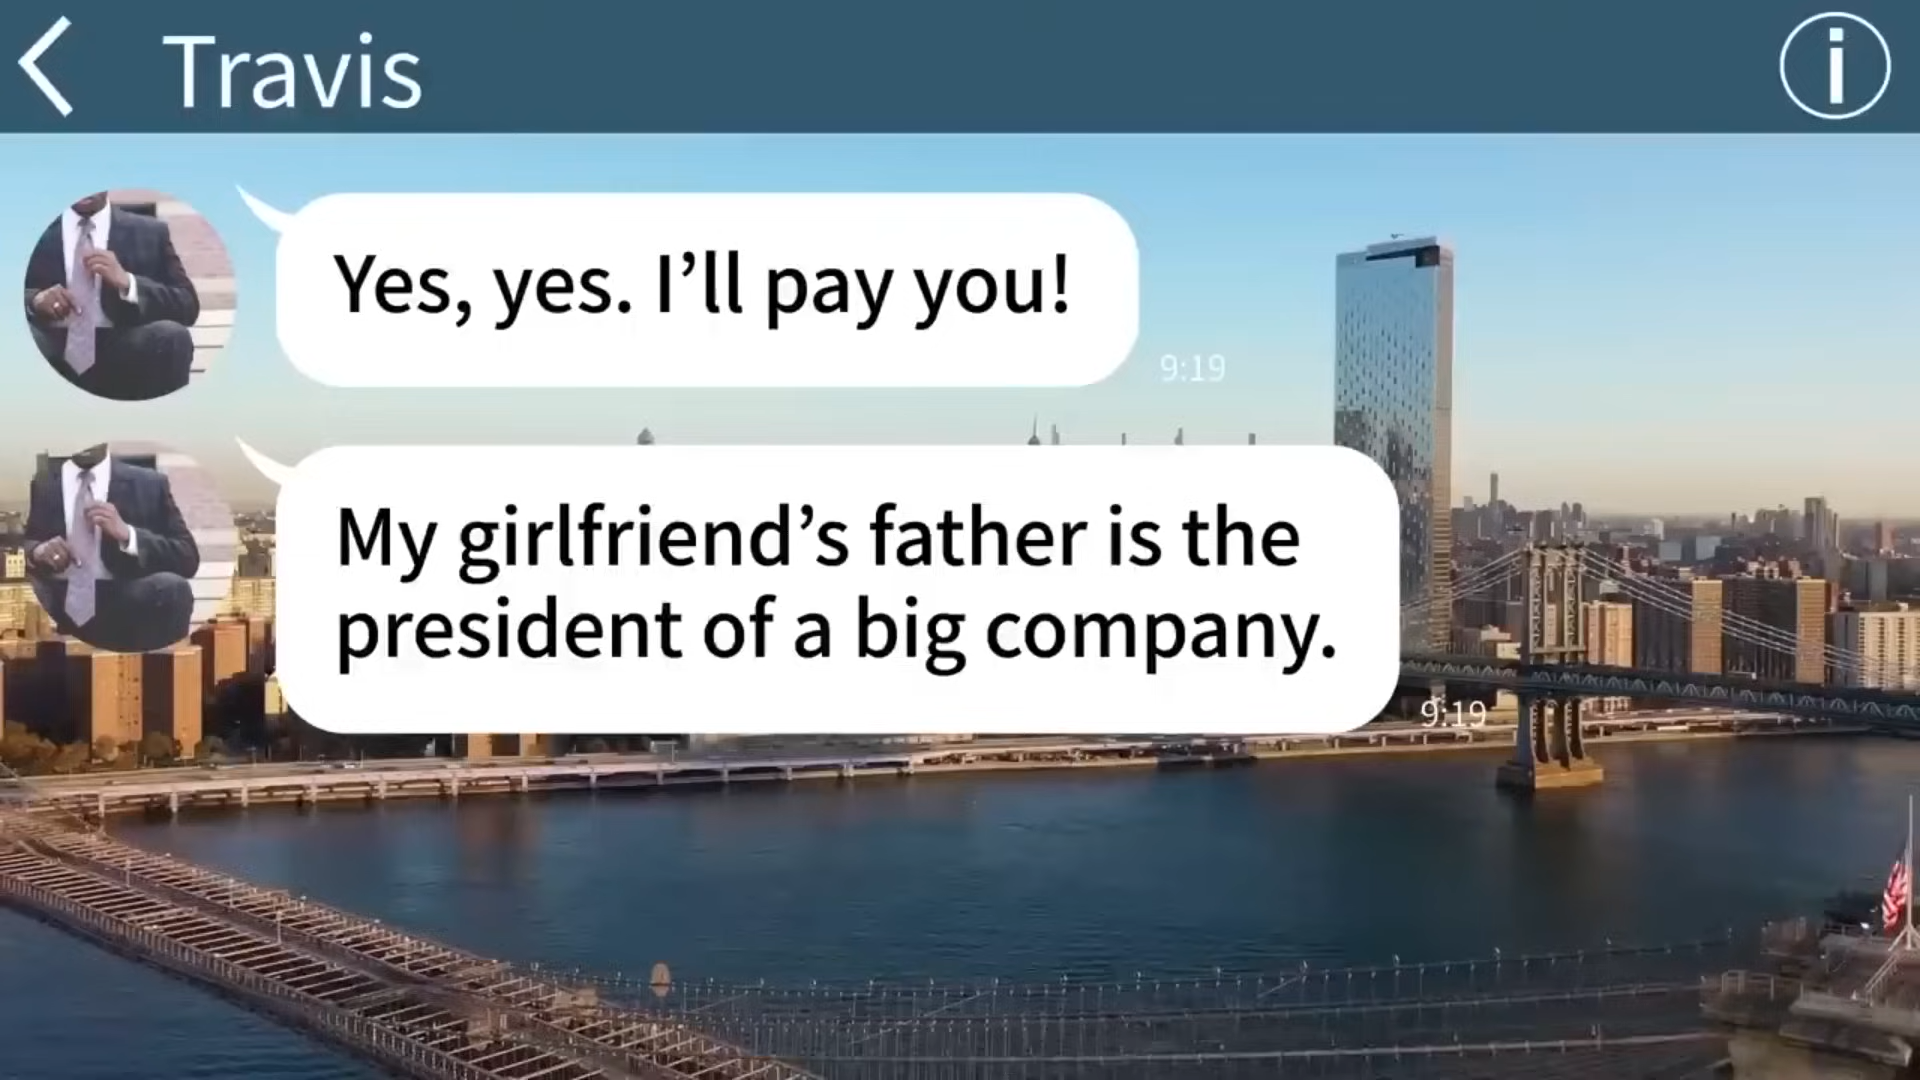 Travis
Yes, yes. I’ll pay you!
9:19
My girlfriend’s father is the
president of a big company.
9:19